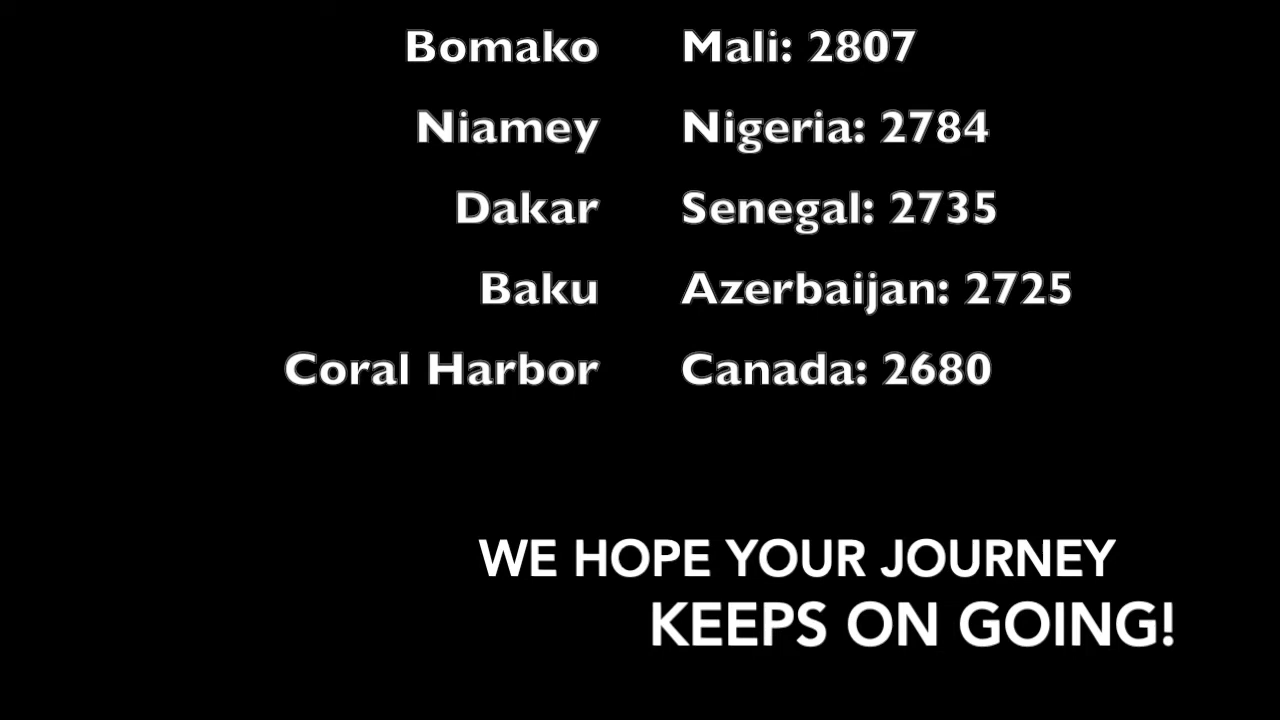 Bomako Mali: 2807
Niamey Nigeria: 2784
Dakar Senegal: 2735
Baku Azerbaijan: 2725
Coral Harbor Canada: 2680
WE HOPE YOUR JOURNEY
KEEPS ON GOING!